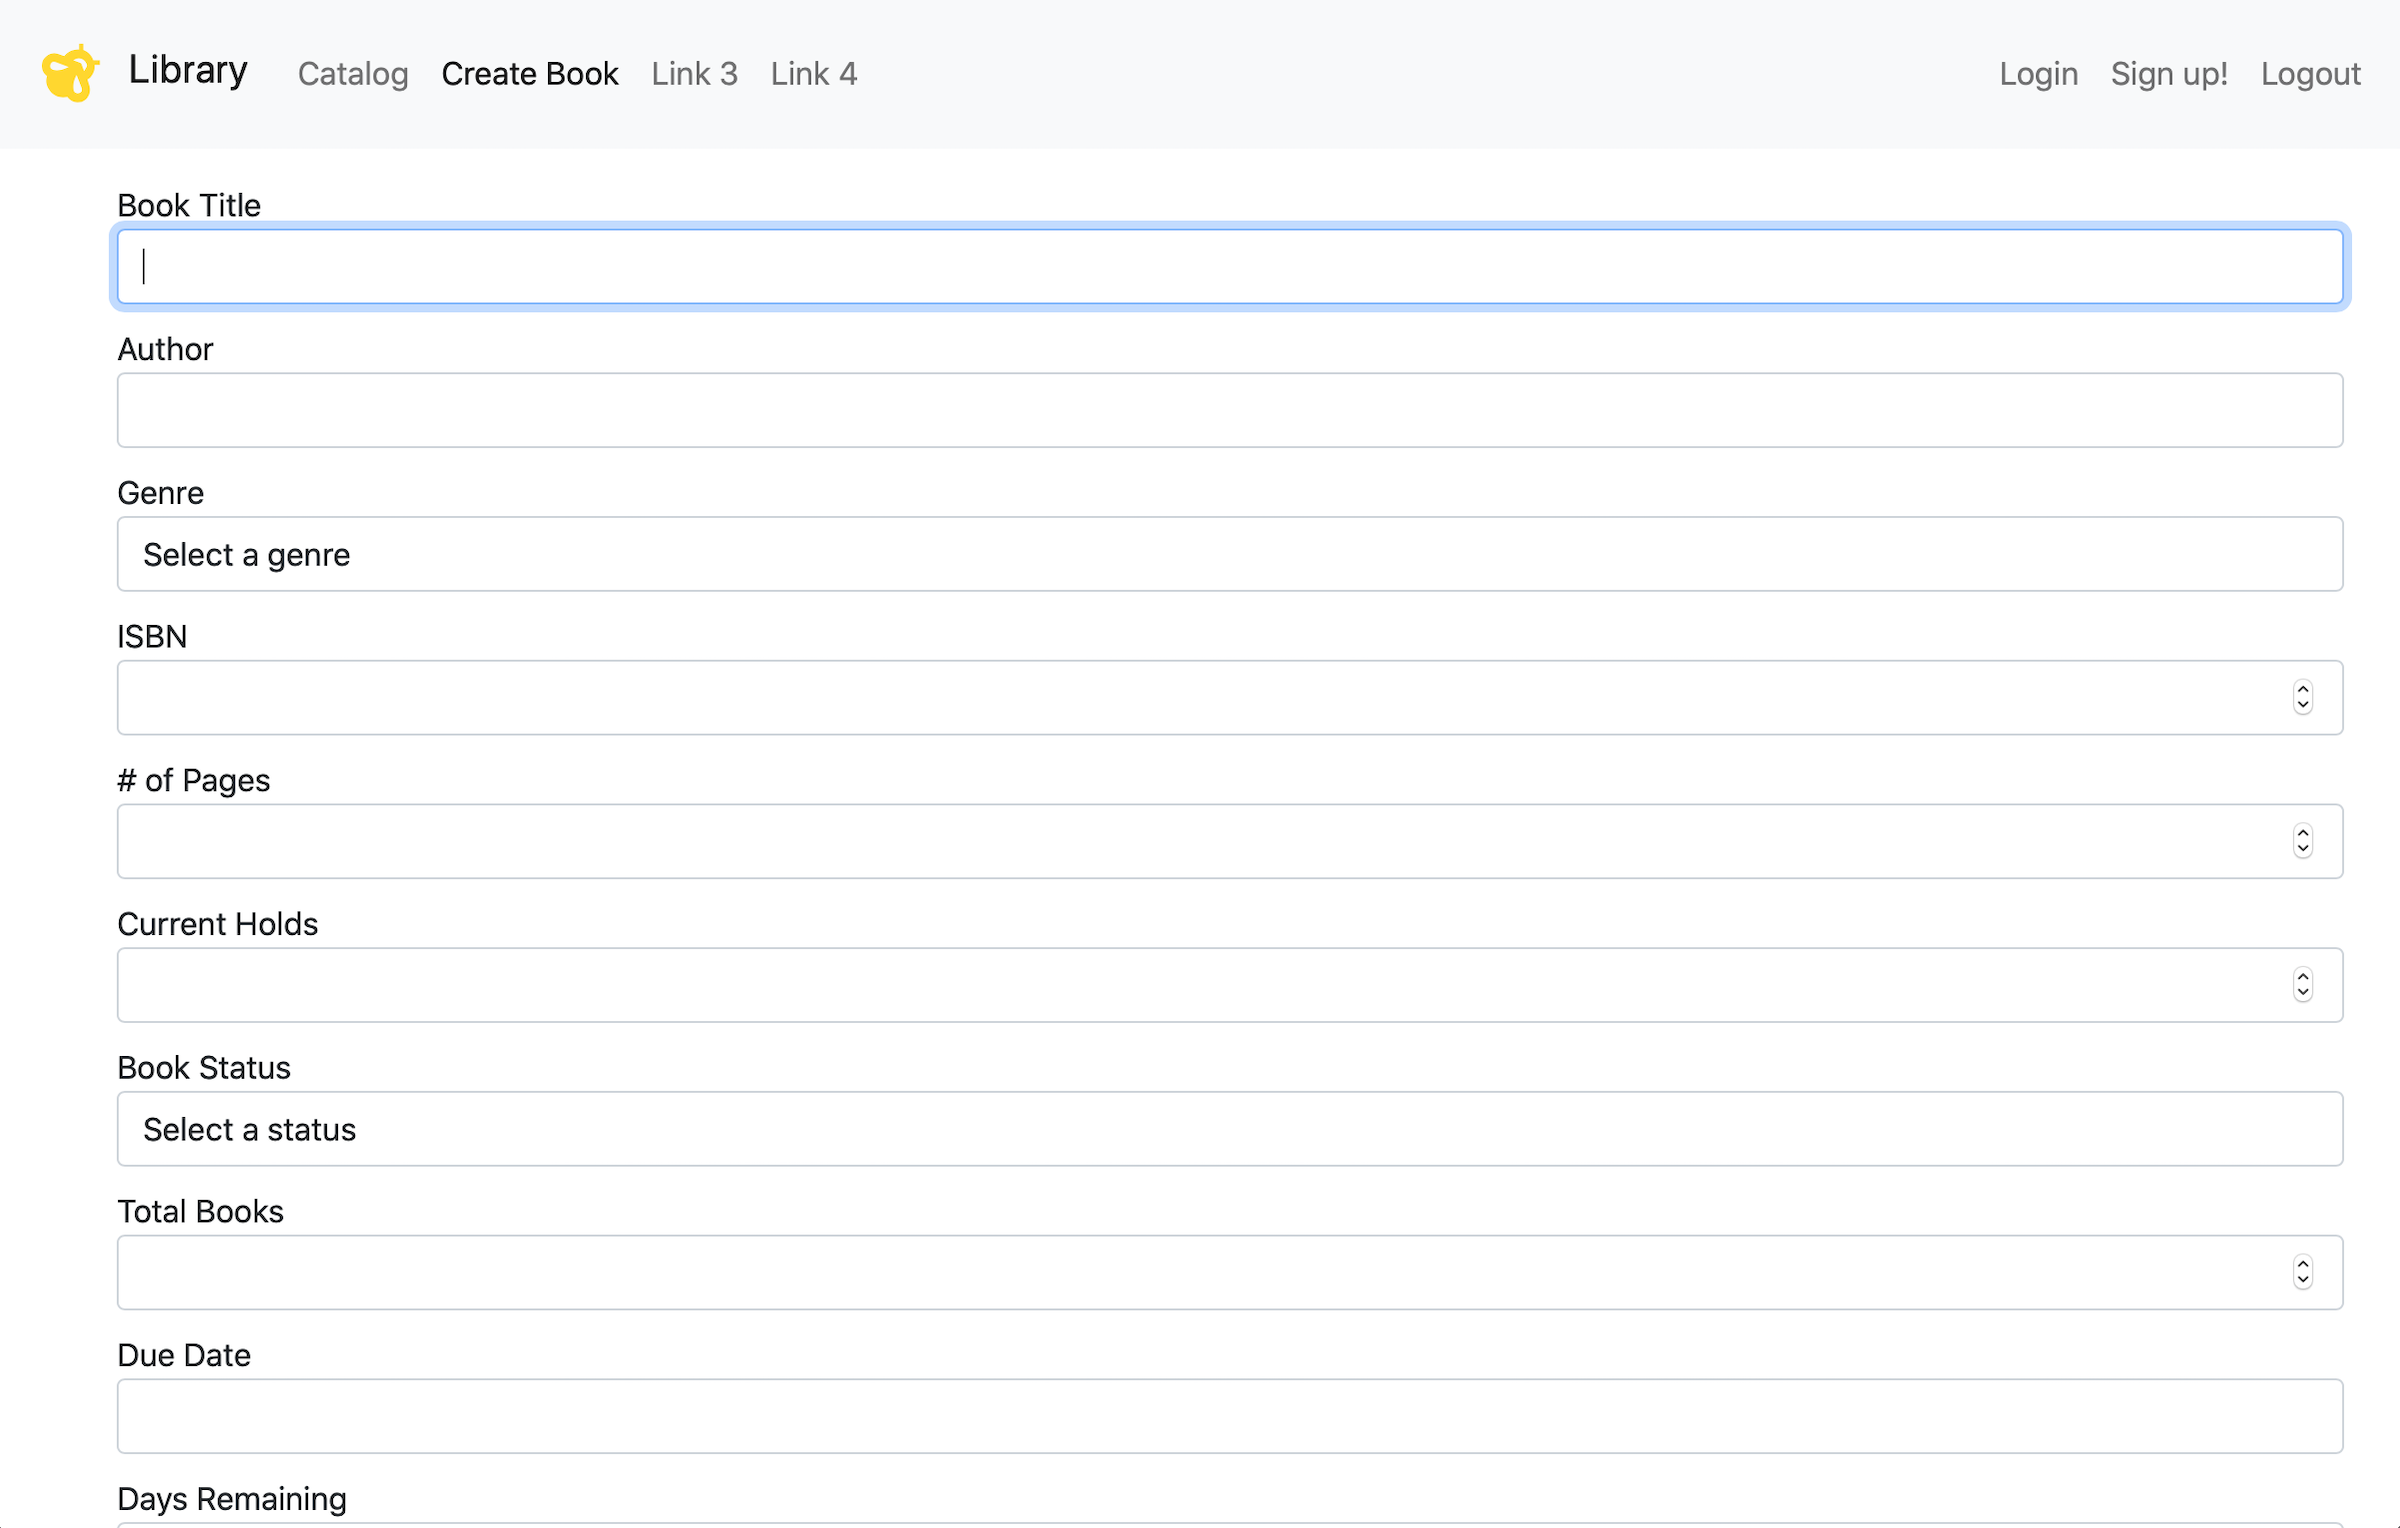 Library Catalog Create Book Link 3 Link 4 Login Sign up! Logout
Book Title
Author
Genre
Select a genre
ISBN
# of Pages
Current Holds
Book Status
Select a status
Total Books
Due Date
Days Remaining